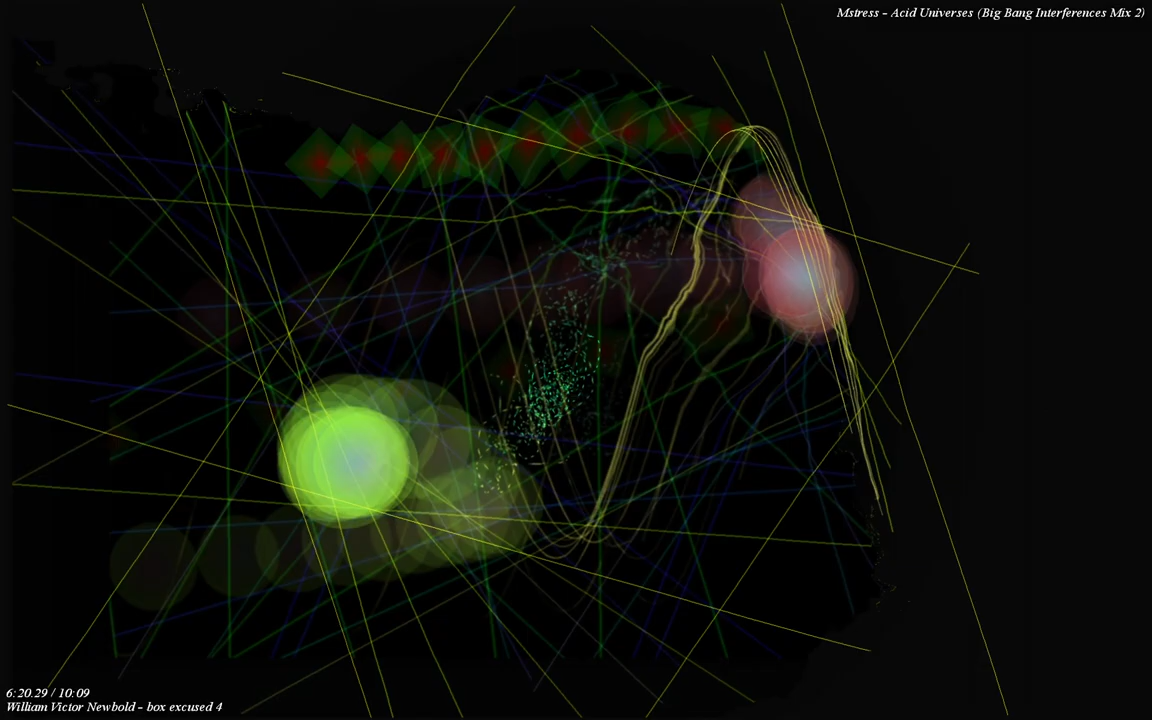 Mstress - Acid Universes (Big Bang Interferences Mix 2)
6:20.29 / 10:09
William Victor Newbold - box excused 4